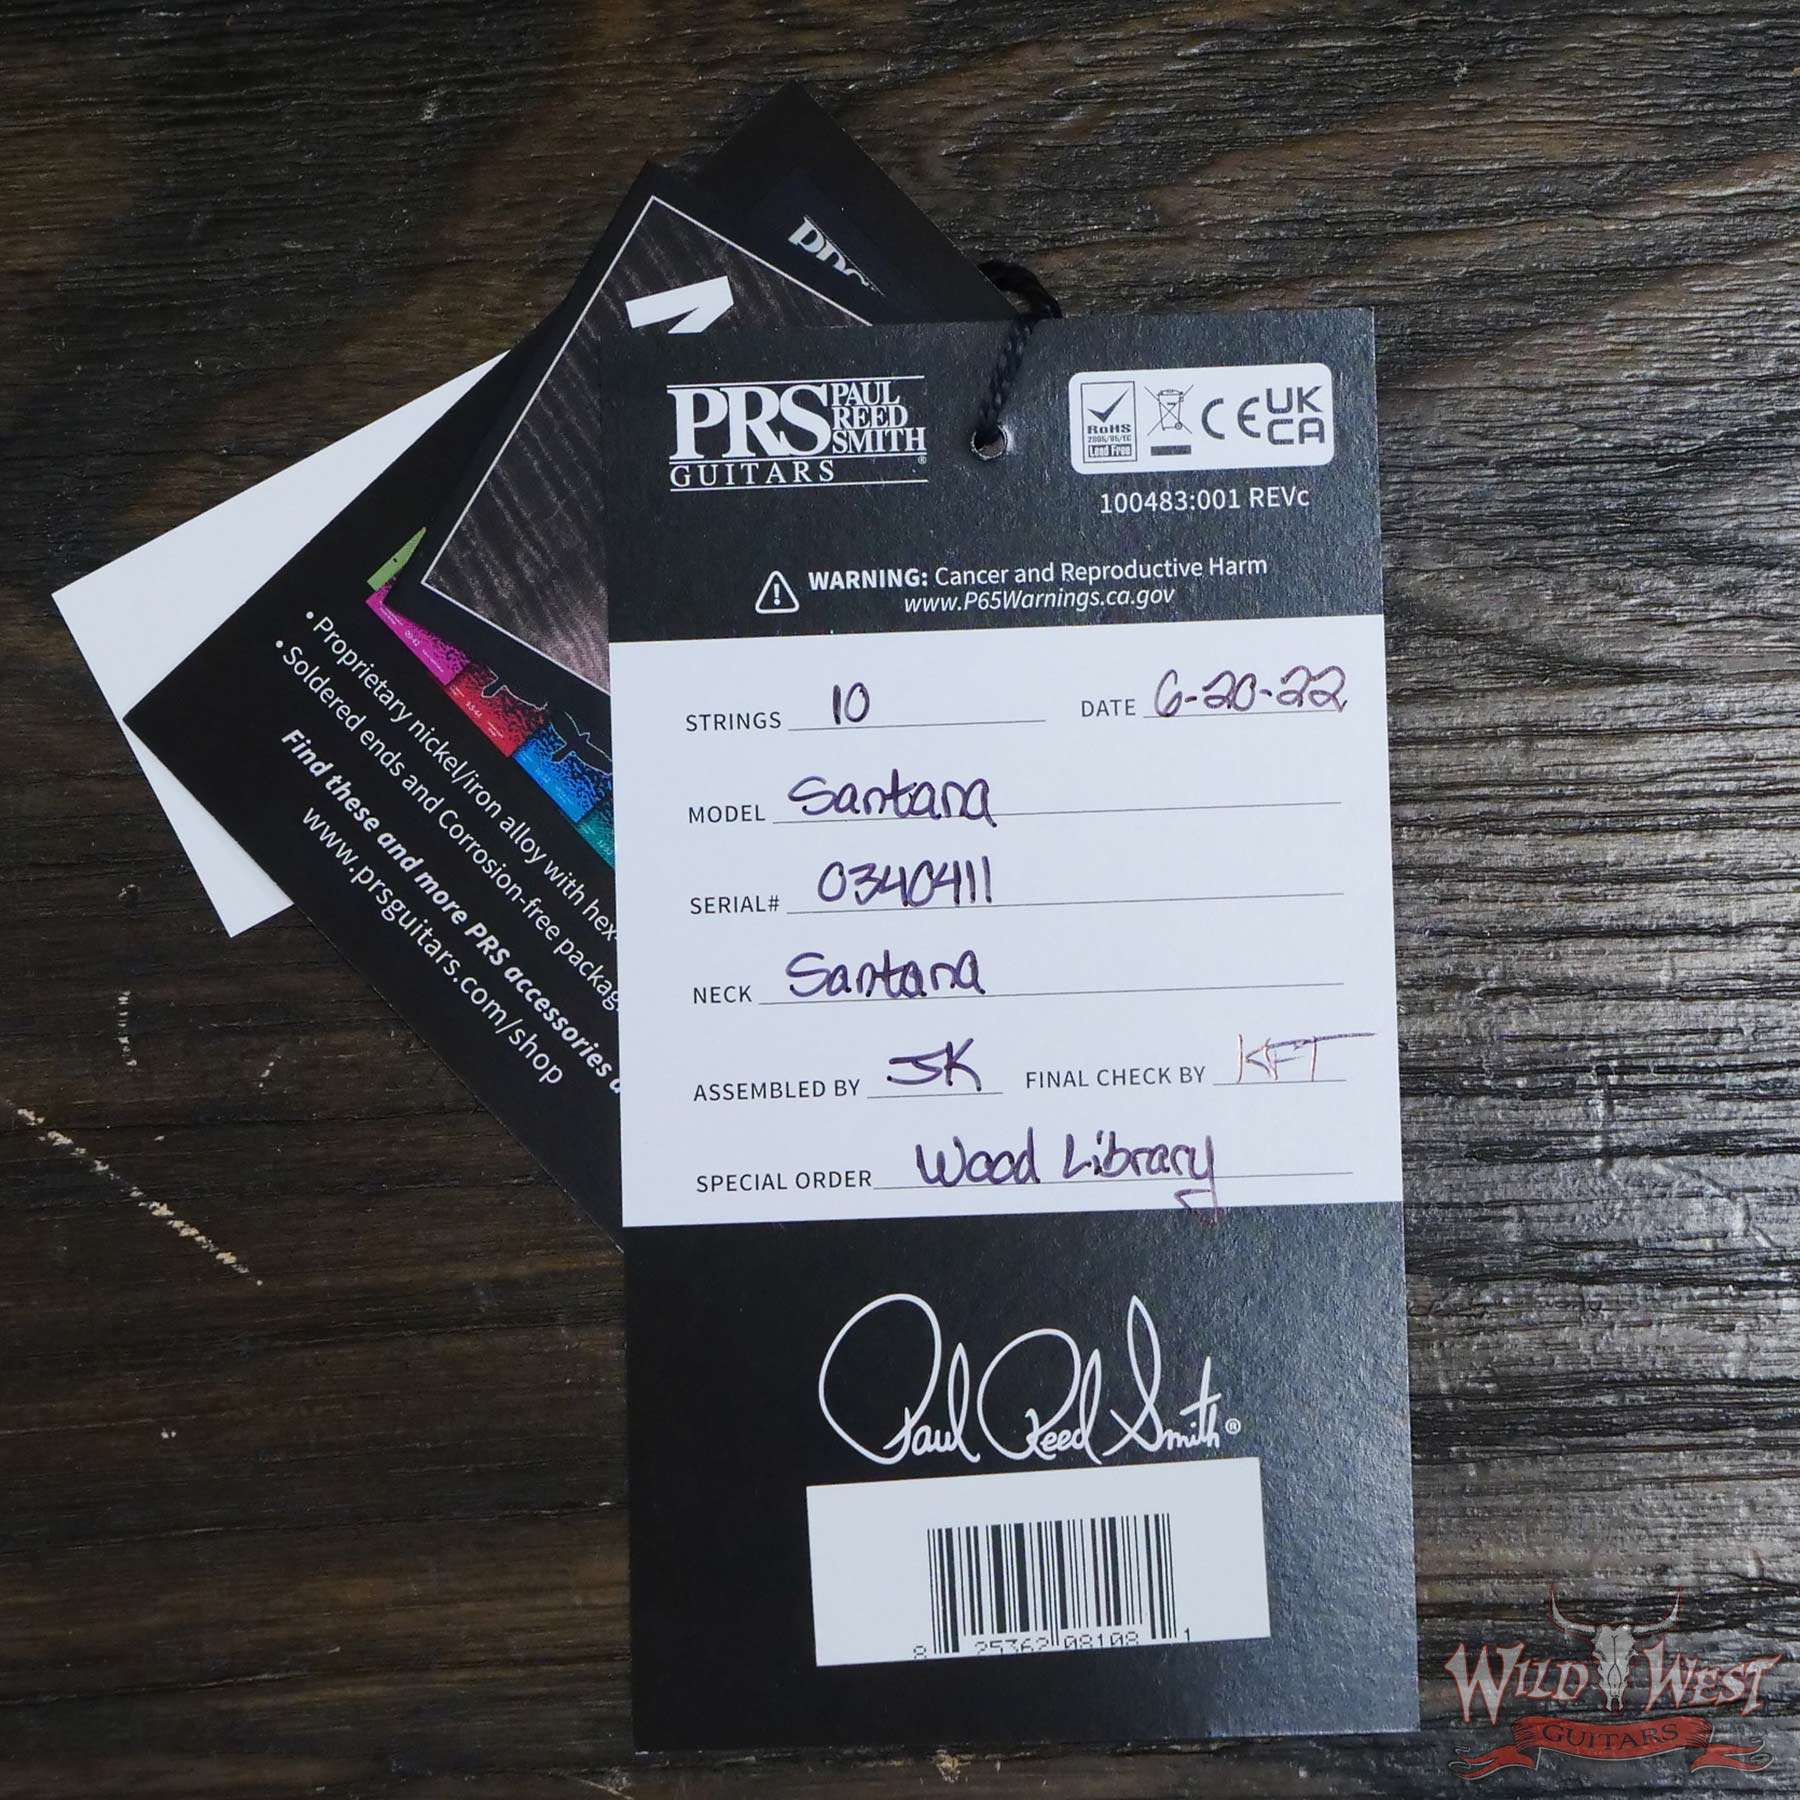 PRS PAUL REED SMITH
GUITARS
RoHS
2005/95/EC
Lead Free
CE UK CA
100483:001 REVc
WARNING: Cancer and Reproductive Harm
www.P65Warnings.ca.gov
STRINGS 10 DATE 6-20-22
MODEL Santana
SERIAL# 0340411
NECK Santana
ASSEMBLED BY JK FINAL CHECK BY KFT
SPECIAL ORDER Wood Library
Paul Reed Smith®
8 25362 08108 1
• Proprietary nickel/iron alloy with hex-
• Soldered ends and Corrosion-free packag
Find these and more PRS accessories
www.prsguitars.com/shop
WILD WEST
GUITARS